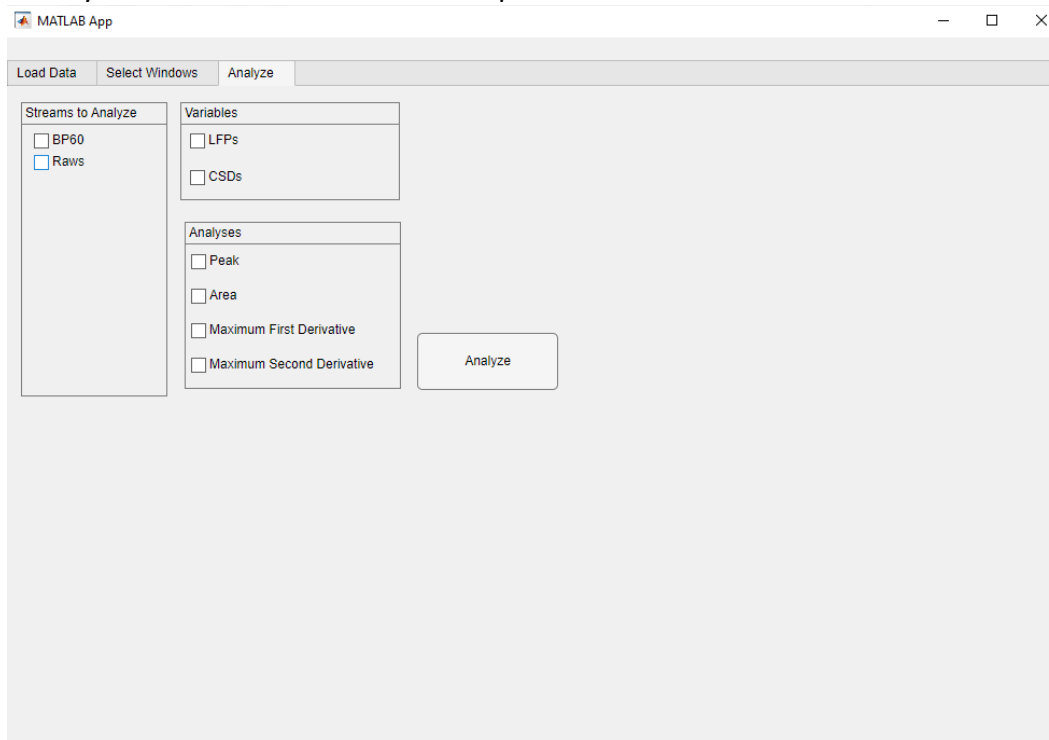 MATLAB App
Load Data Select Windows Analyze
Streams to Analyze
BP60
Raws
Variables
LFPs
CSDs
Analyses
Peak
Area
Maximum First Derivative
Maximum Second Derivative
Analyze